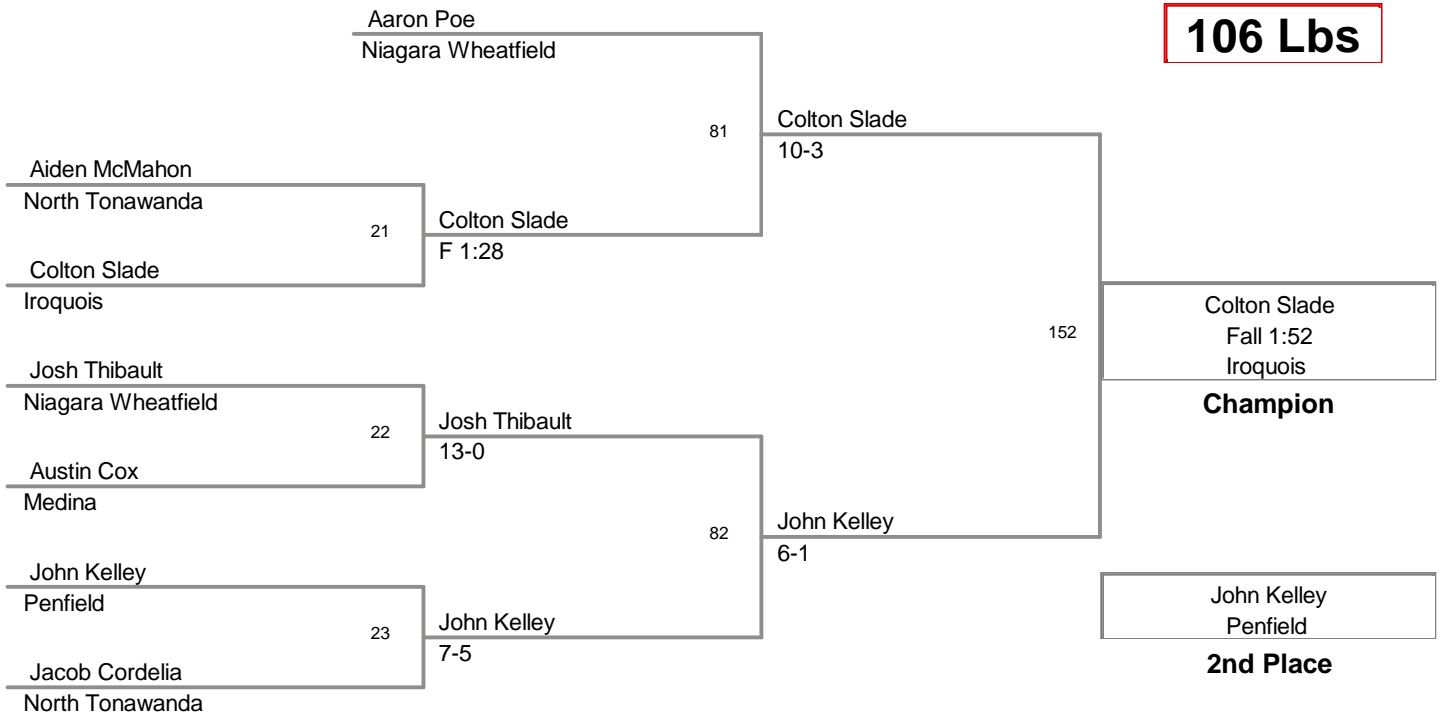 Aaron Poe
Niagara Wheatfield
106 Lbs
81
Colton Slade
10-3
Aiden McMahon
North Tonawanda
21
Colton Slade
F 1:28
Colton Slade
Iroquois
152
Colton Slade
Fall 1:52
Iroquois
Champion
Josh Thibault
Niagara Wheatfield
22
Josh Thibault
13-0
Austin Cox
Medina
82
John Kelley
6-1
John Kelley
Penfield
23
John Kelley
7-5
Jacob Cordelia
North Tonawanda
John Kelley
Penfield
2nd Place